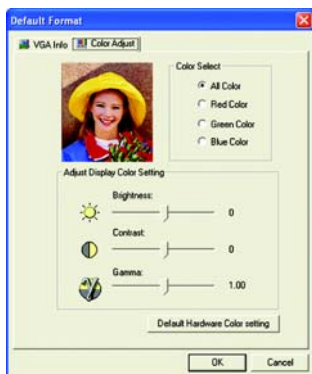 Default Format
VGA Info
Color Adjust
Color Select
All Color
Red Color
Green Color
Blue Color
Adjust Display Color Setting
Brightness:
0
Contrast:
0
Gamma:
1.00
Default Hardware Color setting
OK
Cancel